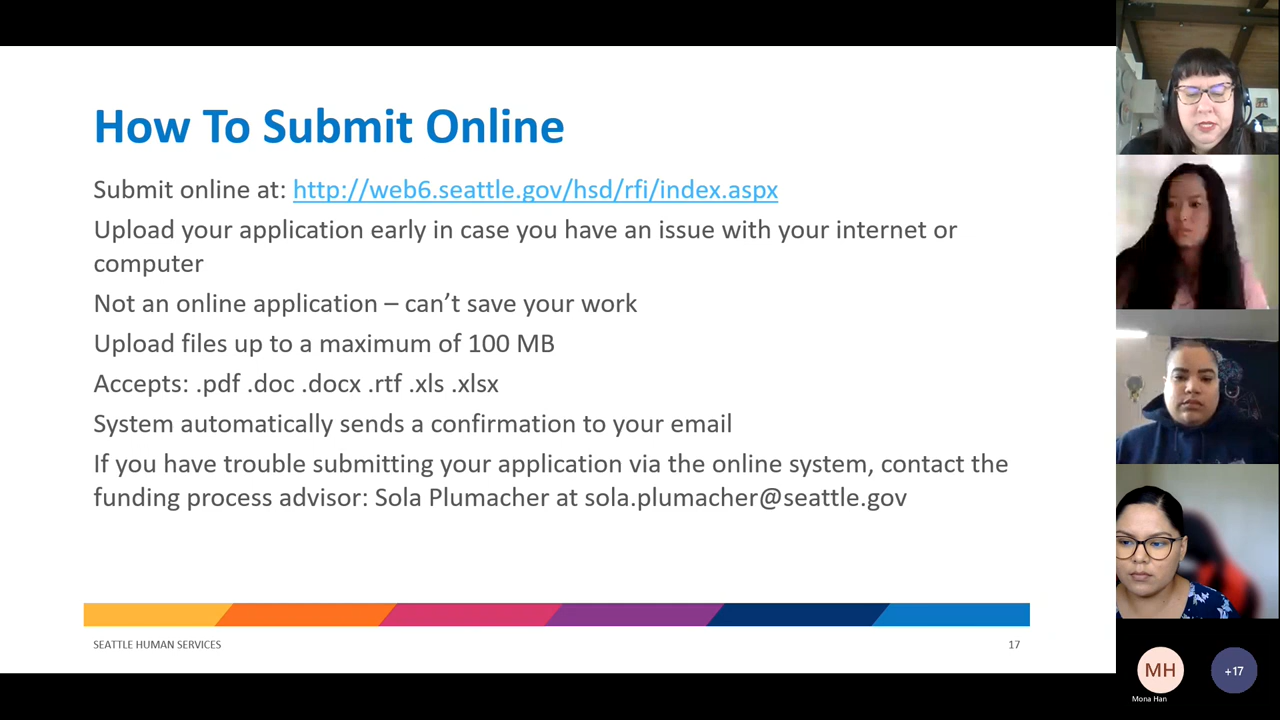 How To Submit Online
Submit online at: http://web6.seattle.gov/hsd/rfi/index.aspx
Upload your application early in case you have an issue with your internet or
computer
Not an online application – can’t save your work
Upload files up to a maximum of 100 MB
Accepts: .pdf .doc .docx .rtf .xls .xlsx
System automatically sends a confirmation to your email
If you have trouble submitting your application via the online system, contact the
funding process advisor: Sola Plumacher at sola.plumacher@seattle.gov
SEATTLE HUMAN SERVICES
17
MH
+17
Mona Han